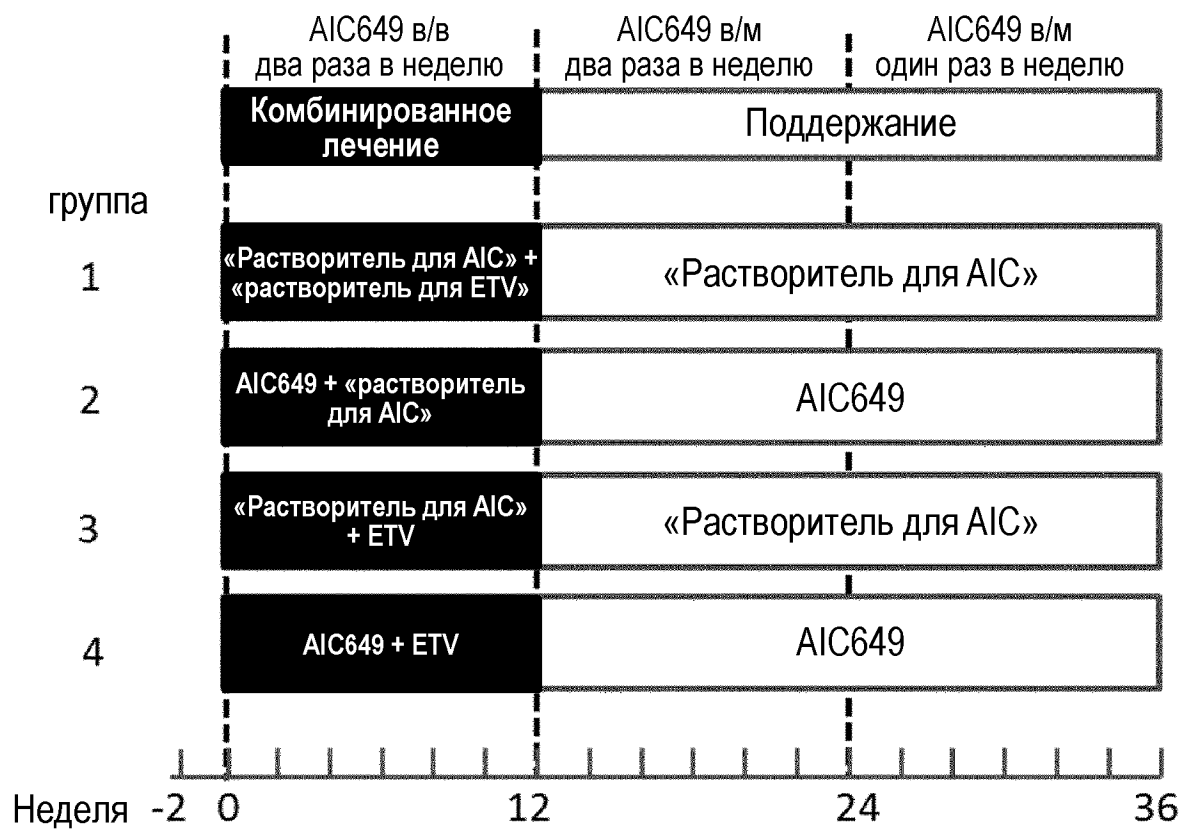 AIC649 в/в
два раза в неделю
AIC649 в/м
два раза в неделю
AIC649 в/м
один раз в неделю
Комбинированное
лечение
Поддержание
группа
1
«Растворитель для AIC» +
«растворитель для ETV»
«Растворитель для AIC»
2
AIC649 + «растворитель
для AIC»
AIC649
3
«Растворитель для AIC»
+ ETV
«Растворитель для AIC»
4
AIC649 + ETV
AIC649
Неделя -2 0 12 24 36